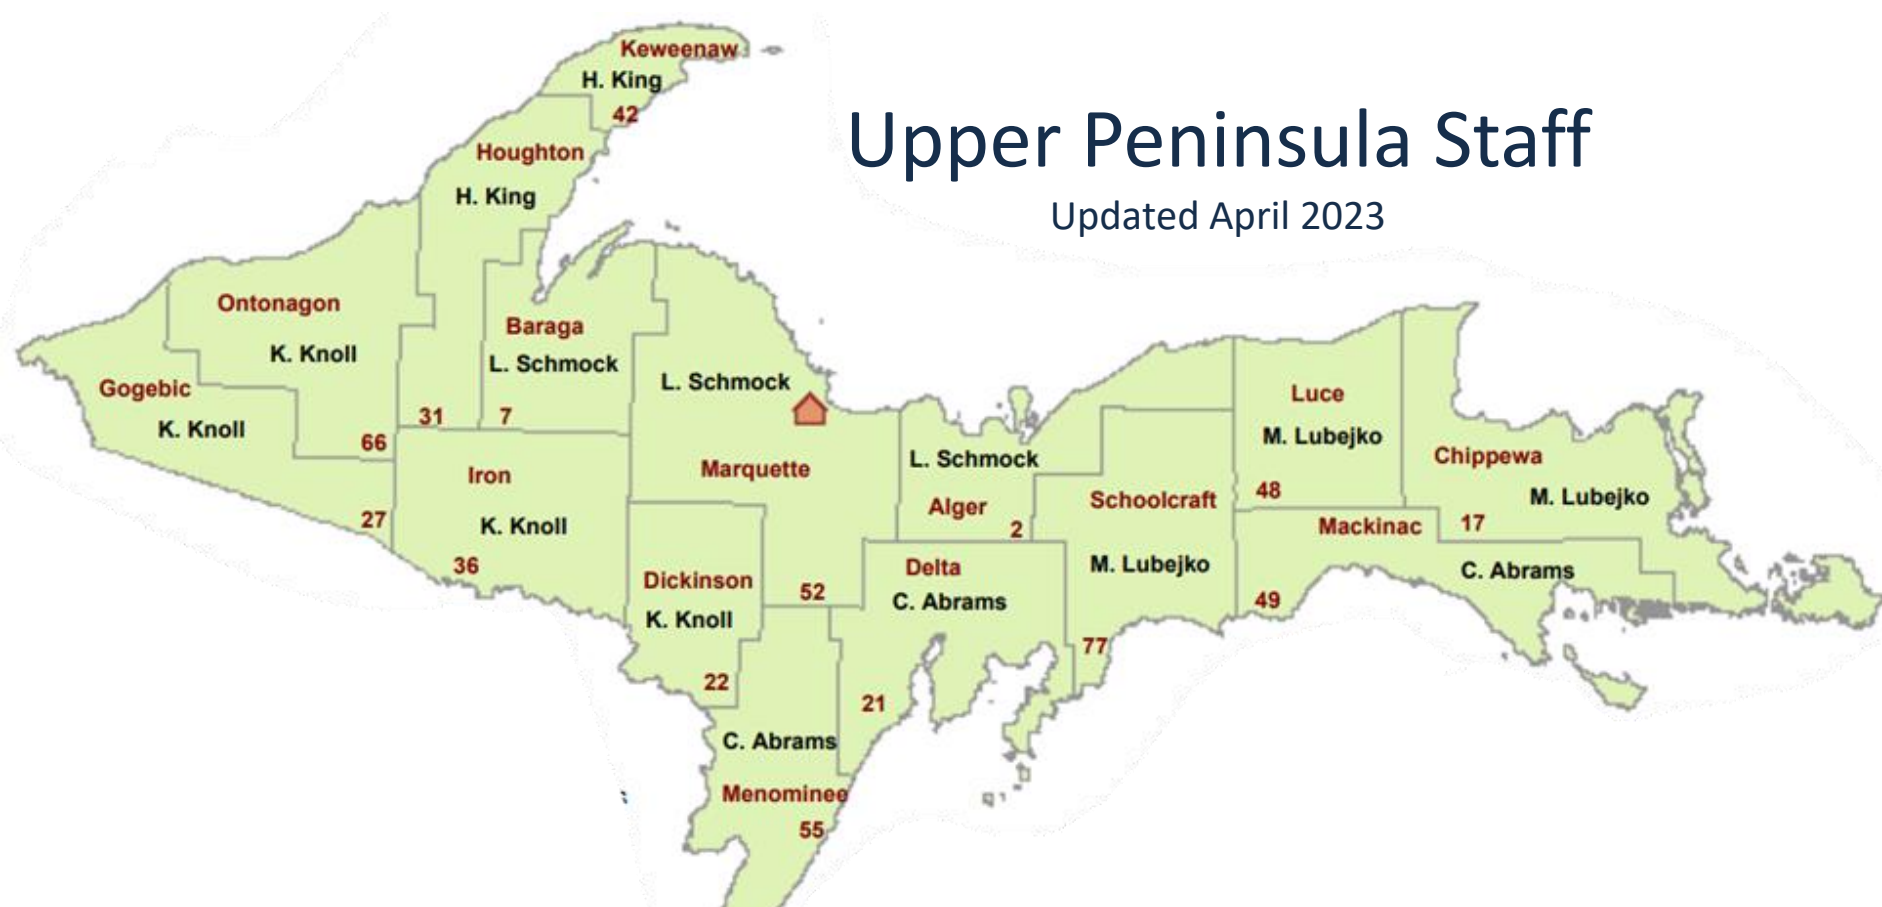 Upper Peninsula Staff
Updated April 2023
Keweenaw
H. King
42
Houghton
H. King
31
Ontonagon
K. Knoll
66
Gogebic
K. Knoll
27
Baraga
L. Schmock
7
Iron
K. Knoll
36
L. Schmock
Marquette
52
Dickinson
K. Knoll
22
C. Abrams
Menominee
55
Delta
C. Abrams
21
L. Schmock
Alger
2
Schoolcraft
M. Lubejko
77
Luce
M. Lubejko
48
Chippewa
M. Lubejko
17
Mackinac
C. Abrams
49